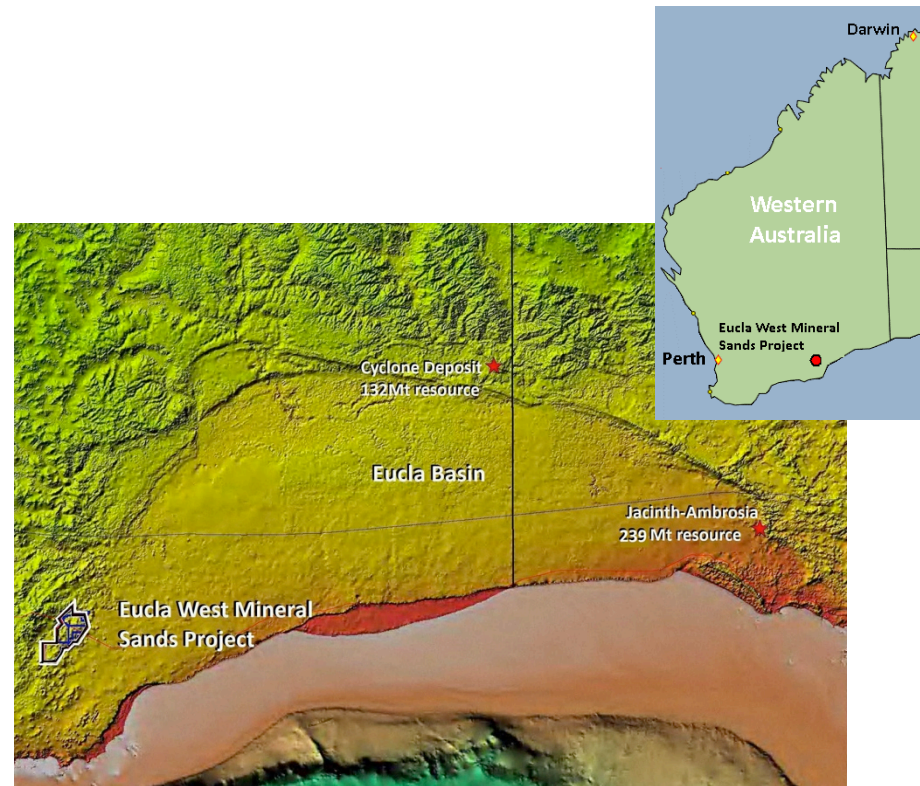 Darwin
Western
Australia
Eucla West Mineral
Sands Project
Perth
Cyclone Deposit
132Mt resource
Eucla Basin
Jacinth-Ambrosia
239 Mt resource
Eucla West Mineral
Sands Project